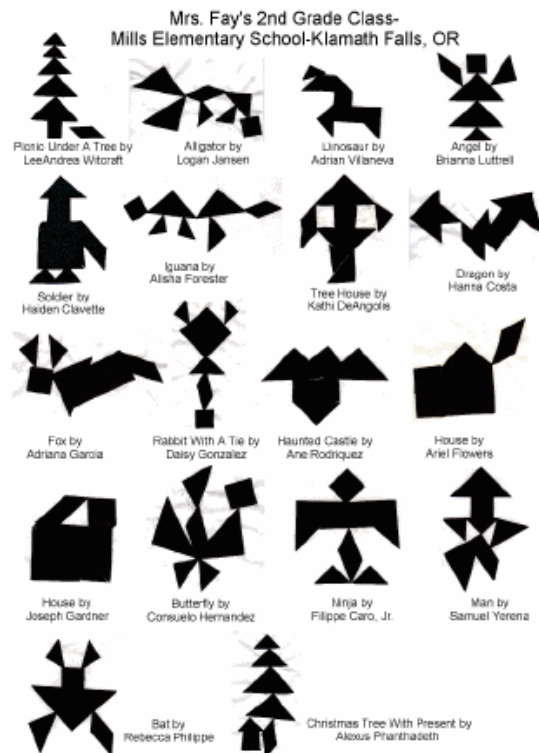 Mrs. Fay's 2nd Grade Class-
Mills Elementary School-Klamath Falls, OR
Picnic Under A Tree by
LeeAndrea Witcraft
Alligator by
Logan Jansen
Dinosaur by
Adrian Villaneva
Angel by
Brianna Luttrell
Soldier by
Haiden Clavette
Iguana by
Alisha Forester
Tree House by
Kathi DeAngolis
Dragon by
Hanna Costa
Fox by
Adriana Garcia
Rabbit With A Tie by
Daisy Gonzalez
Haunted Castle by
Ane Rodriquez
House by
Ariel Flowers
House by
Joseph Gardner
Butterfly by
Consuelo Hernandez
Ninja by
Filippe Caro, Jr.
Man by
Samuel Yerena
Bat by
Rebecca Philippe
Christmas Tree With Present by
Alexus Phanthadeth